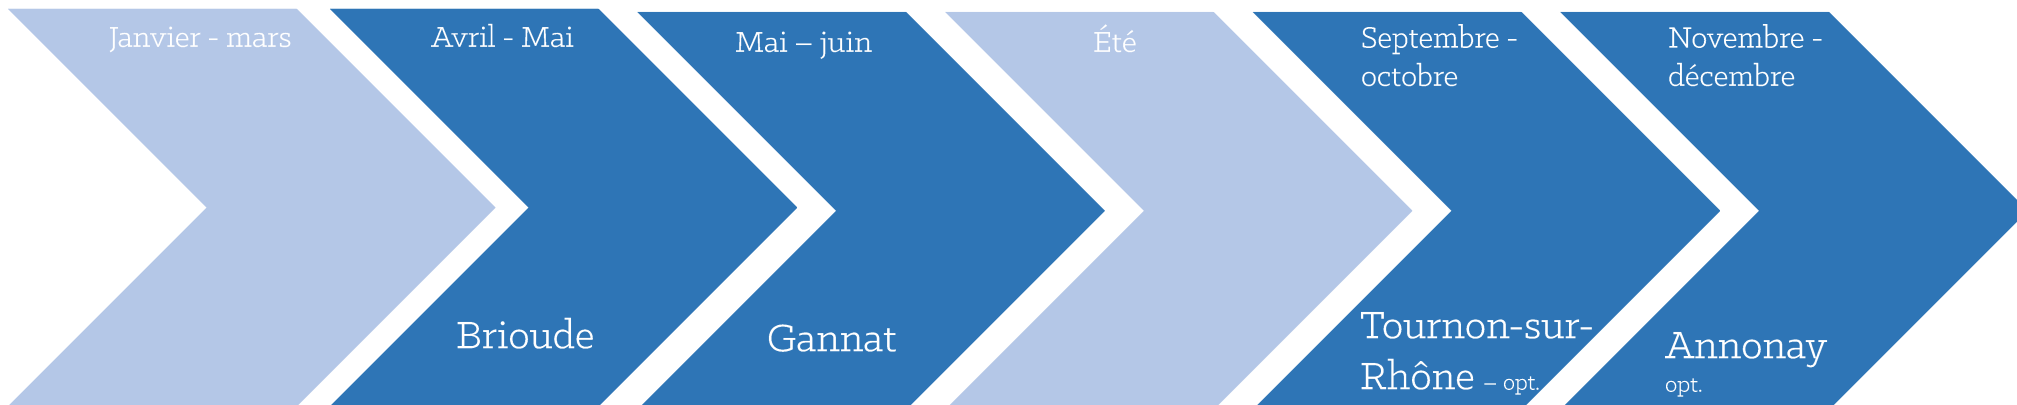 Janvier - mars
Avril - Mai
Mai – juin
Été
Septembre -
octobre
Novembre -
décembre
Brioude
Gannat
Tournon-sur-
Rhône – opt.
Annonay
opt.